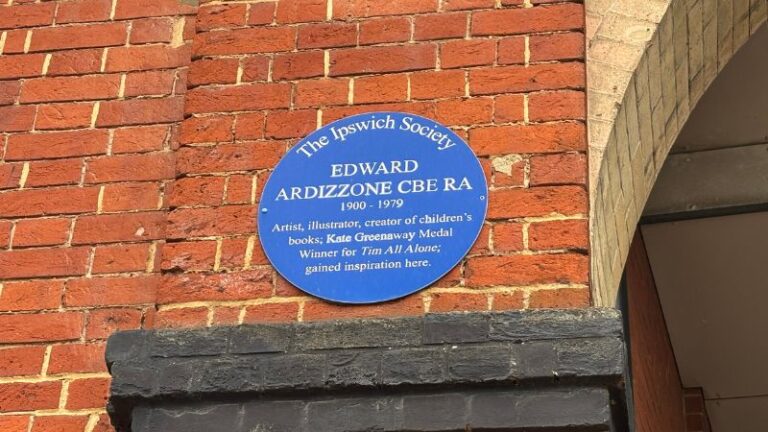 The Ipswich Society
EDWARD
ARDIZZONE CBE RA
1900 - 1979
Artist, illustrator, creator of children's
books; Kate Greenaway Medal
Winner for Tim All Alone;
gained inspiration here.